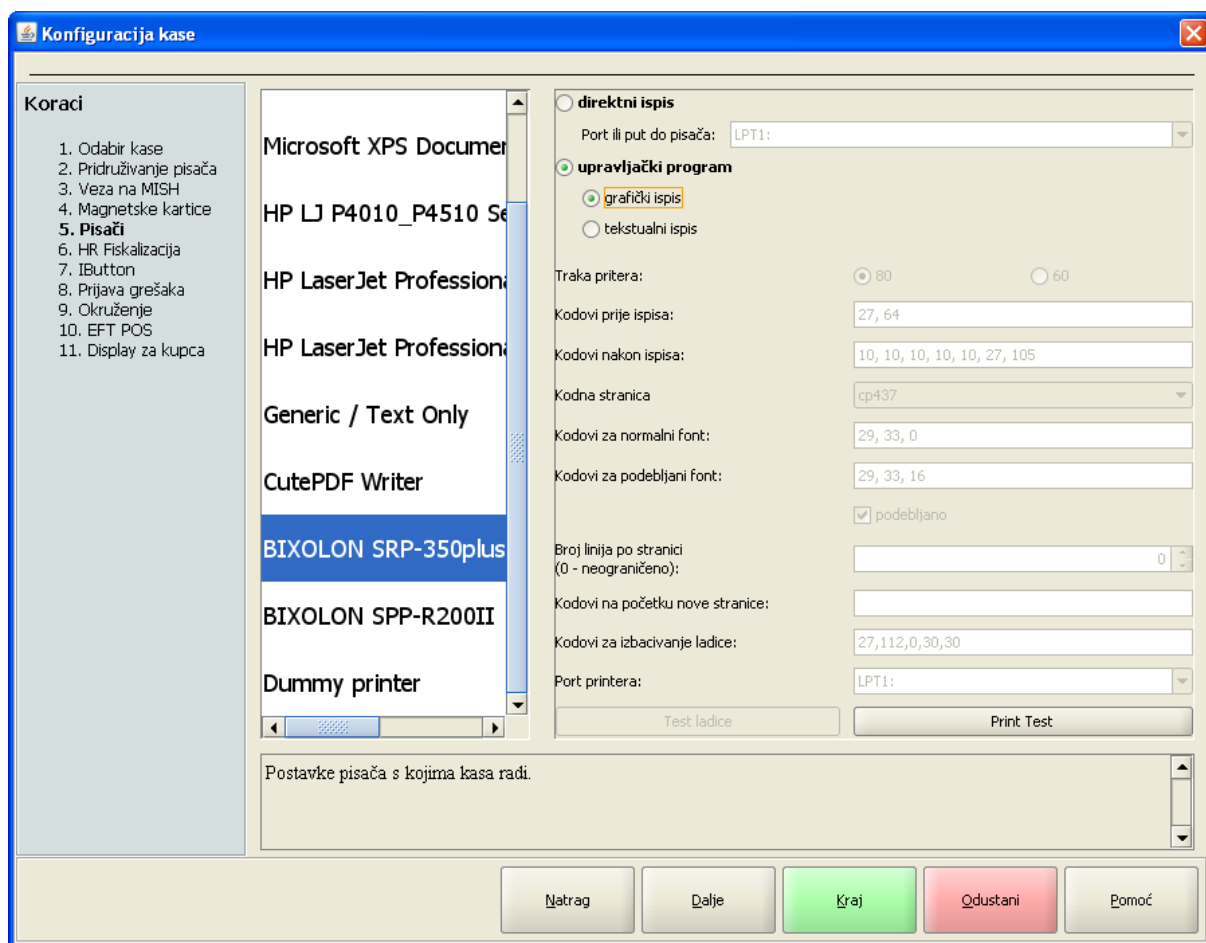 Konfiguracija kase
Koraci
1. Odabir kase
2. Pridruživanje pisača
3. Veza na MISH
4. Magnetske kartice
5. Pisači
6. HR Fiskalizacija
7. IButton
8. Prijava grešaka
9. Okruženje
10. EFT POS
11. Display za kupca
Microsoft XPS Documen
HP LJ P4010_P4510 Se
HP LaserJet Professiona
HP LaserJet Professiona
Generic / Text Only
CutePDF Writer
BIXOLON SRP-350plus
BIXOLON SPP-R200II
Dummy printer
direktni ispis
Port ili put do pisača: LPT1:
upravljački program
grafički ispis
tekstualni ispis
Traka pritera: 80 60
Kodovi prije ispisa: 27, 64
Kodovi nakon ispisa: 10, 10, 10, 10, 10, 27, 105
Kodna stranica cp437
Kodovi za normalni font: 29, 33, 0
Kodovi za podebljani font: 29, 33, 16
podebljano
Broj linija po stranici
(0 - neograničeno): 0
Kodovi na početku nove stranice:
Kodovi za izbacivanje ladice: 27,112,0,30,30
Port printera: LPT1:
Test ladice Print Test
Postavke pisača s kojima kasa radi.
Natrag Dalje Kraj Odustani Pomoć